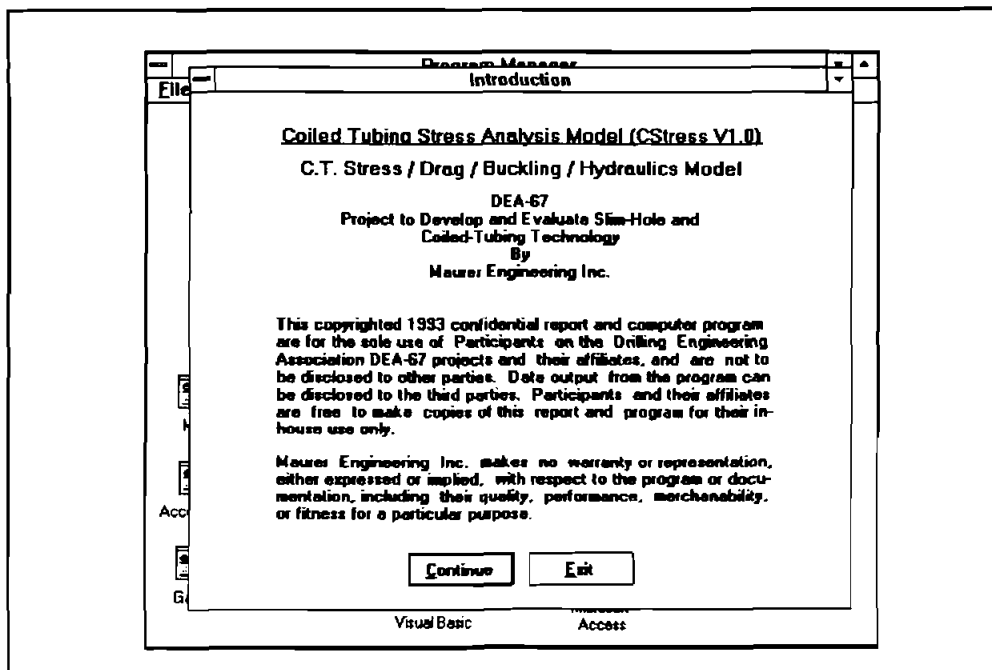 Program Manager
Introduction
File
Coiled Tubing Stress Analysis Model (CStress V1.0)
C.T. Stress / Drag / Buckling / Hydraulics Model
DEA-67
Project to Develop and Evaluate Slim-Hole and
Coiled-Tubing Technology
By
Maurer Engineering Inc.
This copyrighted 1993 confidential report and computer program
are for the sole use of Participants on the Drilling Engineering
Association DEA-67 projects and their affiliates, and are not to
be disclosed to other parties. Data output from the program can
be disclosed to the third parties. Participants and their affiliates
are free to make copies of this report and program for their in-
house use only.
Maurer Engineering Inc. makes no warranty or representation,
either expressed or implied, with respect to the program or docu-
mentation, including their quality, performance, merchanability,
or fitness for a particular purpose.
Continue Exit
Visual Basic
Access